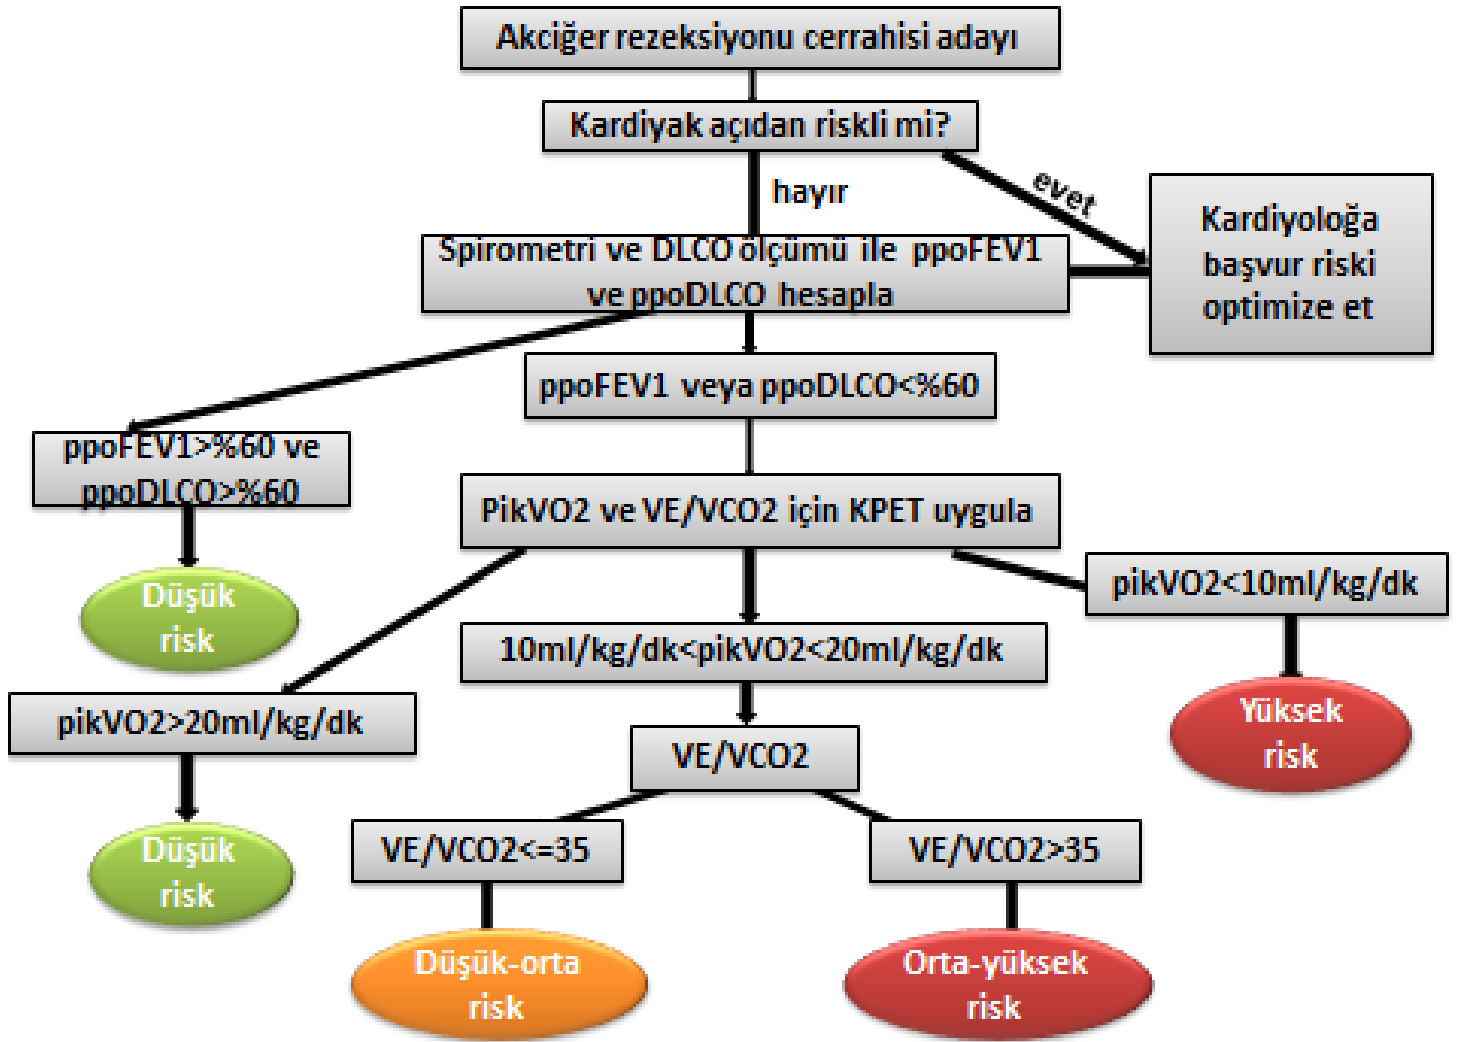 Akciğer rezeksiyonu cerrahisi adayı
Kardiyak açıdan riskli mi?
hayır
evet
Kardiyoloğa
başvur riski
optimize et
Spirometri ve DLCO ölçümü ile ppoFEV1
ve ppoDLCO hesapla
ppoFEV1 veya ppoDLCO<%60
ppoFEV1>%60 ve
ppoDLCO>%60
Düşük
risk
PikVO2 ve VE/VCO2 için KPET uygula
pikVO2<10ml/kg/dk
10ml/kg/dk<pikVO2<20ml/kg/dk
Yüksek
risk
pikVO2>20ml/kg/dk
VE/VCO2
Düşük
risk
VE/VCO2<=35
VE/VCO2>35
Düşük-orta
risk
Orta-yüksek
risk